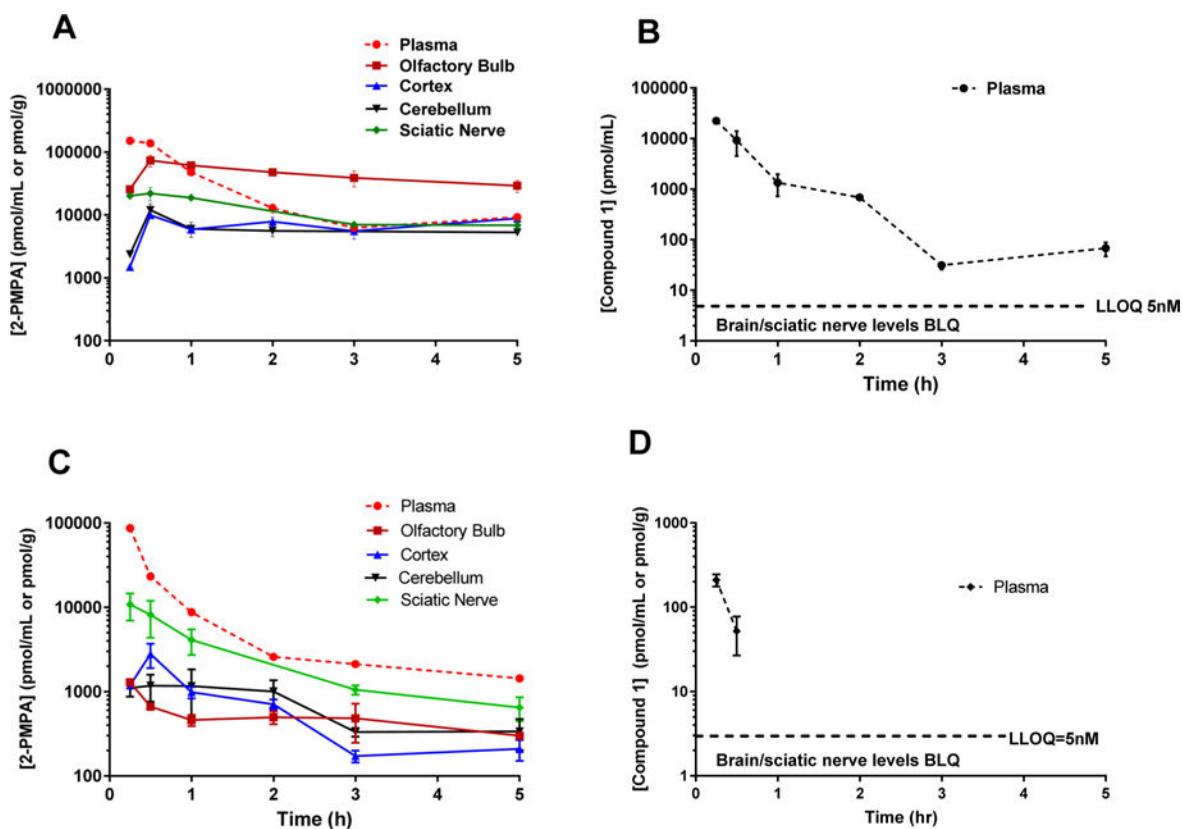 A
Plasma
Olfactory Bulb
Cortex
Cerebellum
Sciatic Nerve
[2-PMPA] (pmol/mL or pmol/g)
1000000
100000
10000
1000
100
0 1 2 3 4 5
B
Plasma
[Compound 1] (pmol/mL)
100000
10000
1000
100
10
1
LLOQ 5nM
Brain/sciatic nerve levels BLQ
0 1 2 3 4 5
Time (h)
C
Plasma
Olfactory Bulb
Cortex
Cerebellum
Sciatic Nerve
[2-PMPA] (pmol/mL or pmol/g)
100000
10000
1000
100
0 1 2 3 4 5
Time (h)
D
Plasma
[Compound 1] (pmol/mL or pmol/g)
1000
100
10
1
LLOQ=5nM
Brain/sciatic nerve levels BLQ
0 1 2 3 4 5
Time (hr)